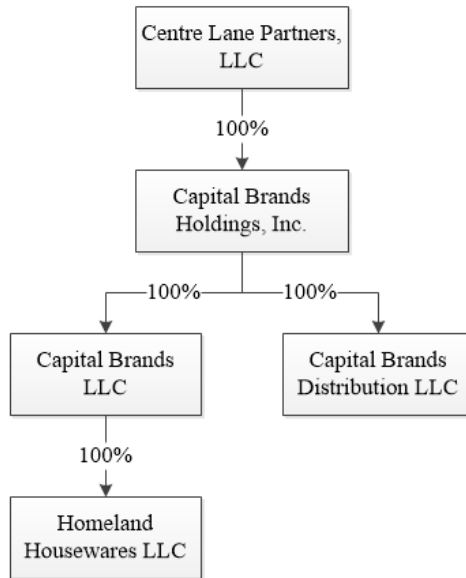 Centre Lane Partners,
LLC
100%
Capital Brands
Holdings, Inc.
100%
100%
Capital Brands
LLC
Capital Brands
Distribution LLC
100%
Homeland
Housewares LLC